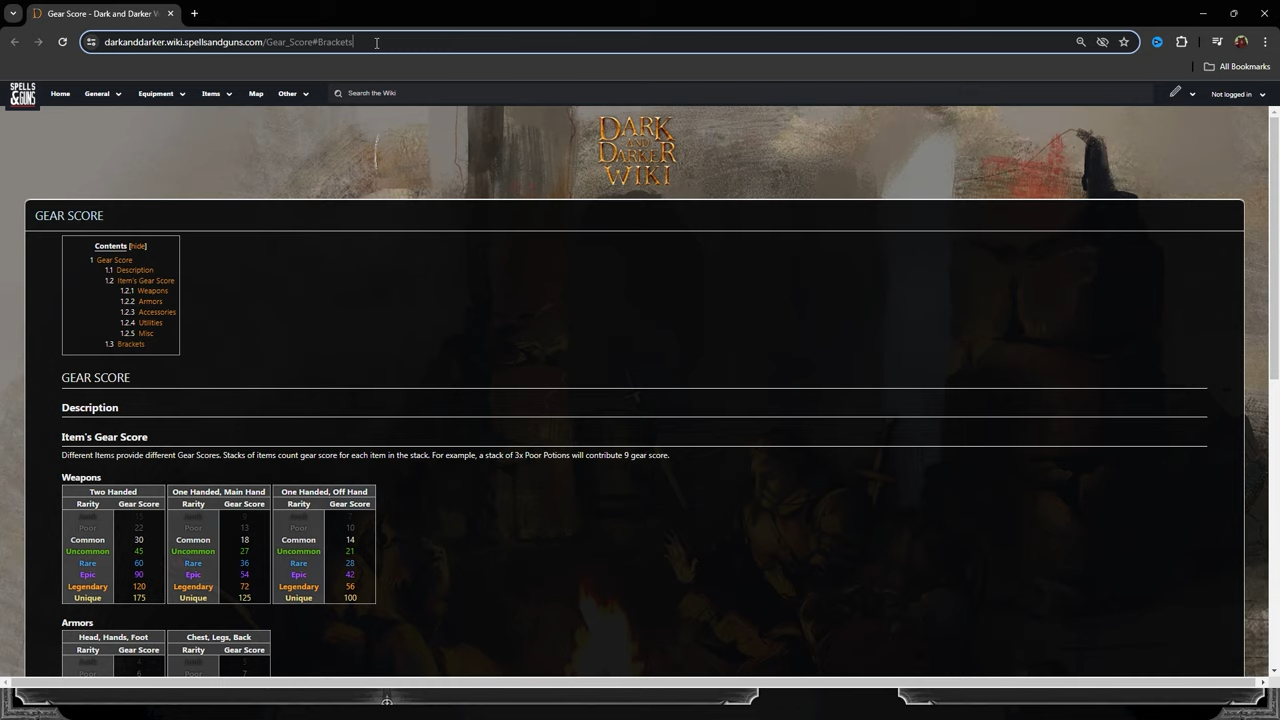 Gear Score - Dark and Darker W
darkanddarker.wiki.spellsandguns.com/Gear_Score#Brackets
All Bookmarks
SPELLS & GUNS
Home General Equipment Items Map Other Search the Wiki Not logged in
DARK
AND
DARKER
WIKI
GEAR SCORE
Contents [hide]
1 Gear Score
1.1 Description
1.2 Item's Gear Score
1.2.1 Weapons
1.2.2 Armors
1.2.3 Accessories
1.2.4 Utilities
1.2.5 Misc
1.3 Brackets
GEAR SCORE
Description
Item's Gear Score
Different Items provide different Gear Scores. Stacks of items count gear score for each item in the stack. For example, a stack of 3x Poor Potions will contribute 9 gear score.
Weapons
Two Handed One Handed, Main Hand One Handed, Off Hand
Rarity Gear Score Rarity Gear Score Rarity Gear Score
Poor 22 Poor 13 Poor 10
Common 30 Common 18 Common 14
Uncommon 45 Uncommon 27 Uncommon 21
Rare 60 Rare 36 Rare 28
Epic 90 Epic 54 Epic 42
Legendary 120 Legendary 72 Legendary 56
Unique 175 Unique 125 Unique 100
Armors
Head, Hands, Foot Chest, Legs, Back
Rarity Gear Score Rarity Gear Score
Poor 6 Poor 7